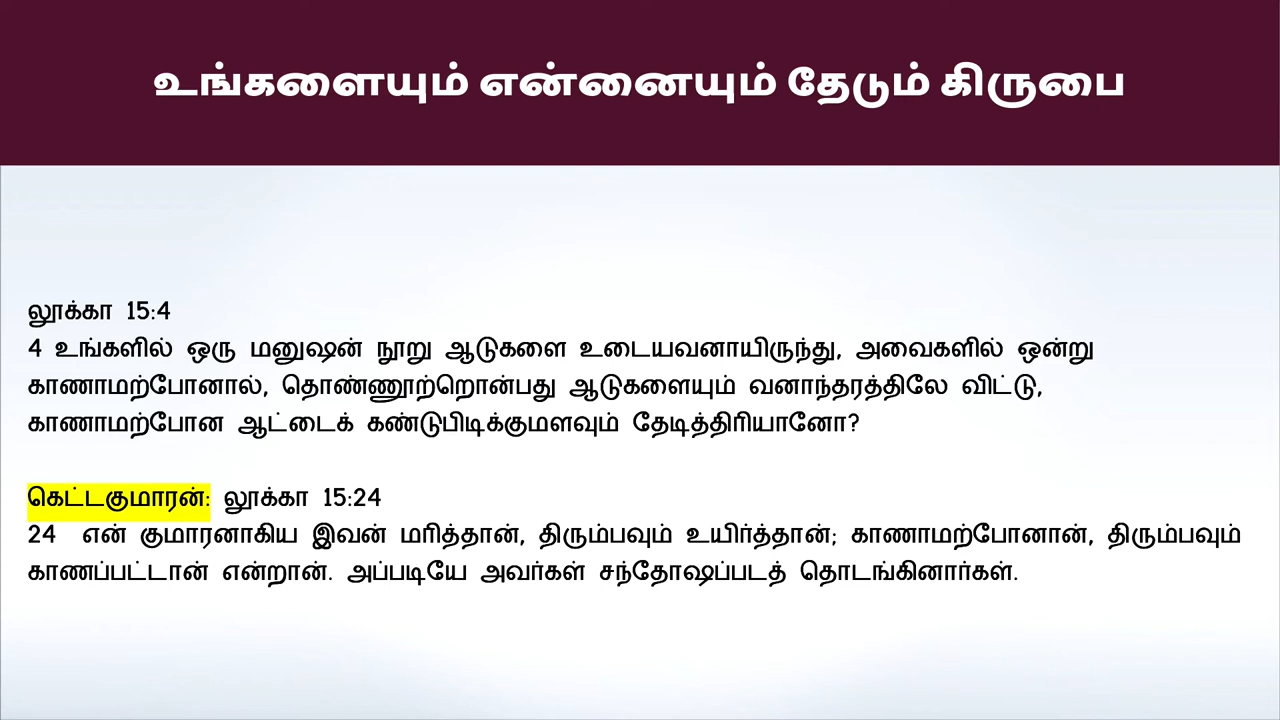 உங்களையும் என்னையும் தேடும் கிருபை
லூக்கா 15:4
4 உங்களில் ஒரு மனுஷன் நூறு ஆடுகளை உடையவனாயிருந்து, அவைகளில் ஒன்று
காணாமற்போனால், தொண்ணூற்றொன்பது ஆடுகளையும் வனாந்தரத்திலே விட்டு,
காணாமற்போன ஆட்டைக் கண்டுபிடிக்குமளவும் தேடித்திரியானோ?
கெட்டகுமாரன்: லூக்கா 15:24
24 என் குமாரனாகிய இவன் மரித்தான், திரும்பவும் உயிர்த்தான்; காணாமற்போனான், திரும்பவும்
காணப்பட்டான் என்றான். அப்படியே அவர்கள் சந்தோஷப்படத் தொடங்கினார்கள்.